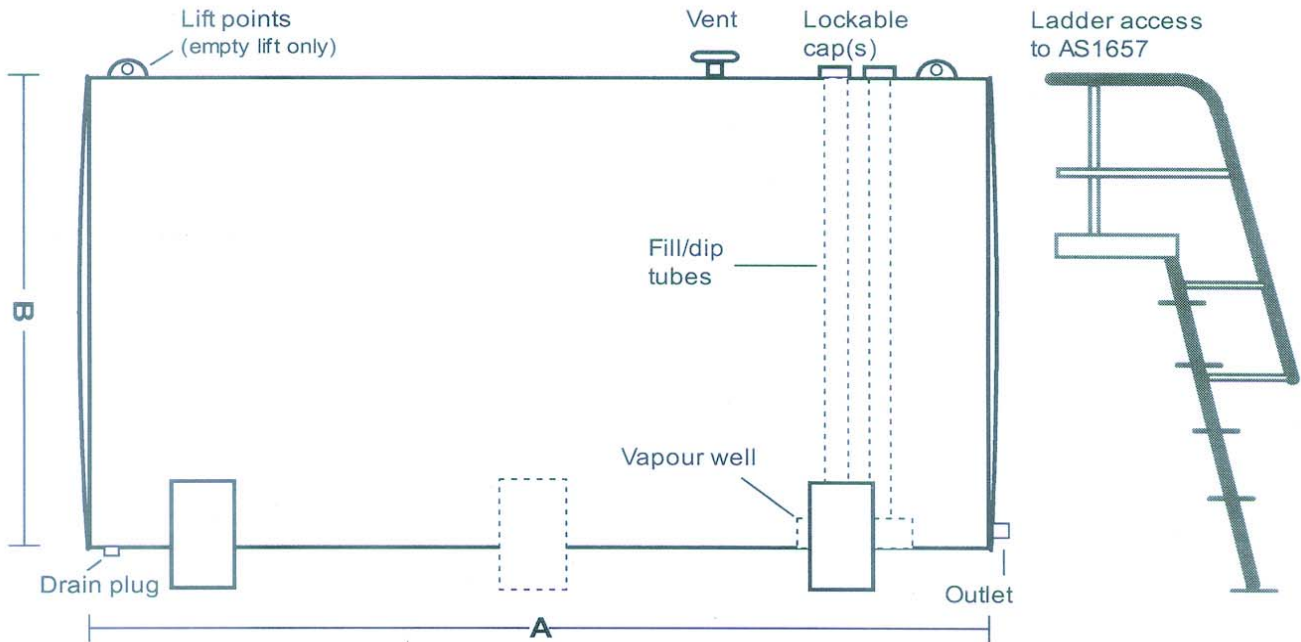 Lift points
(empty lift only)
Vent
Lockable
cap(s)
Ladder access
to AS1657
B
Fill/dip
tubes
Vapour well
Drain plug
Outlet
A